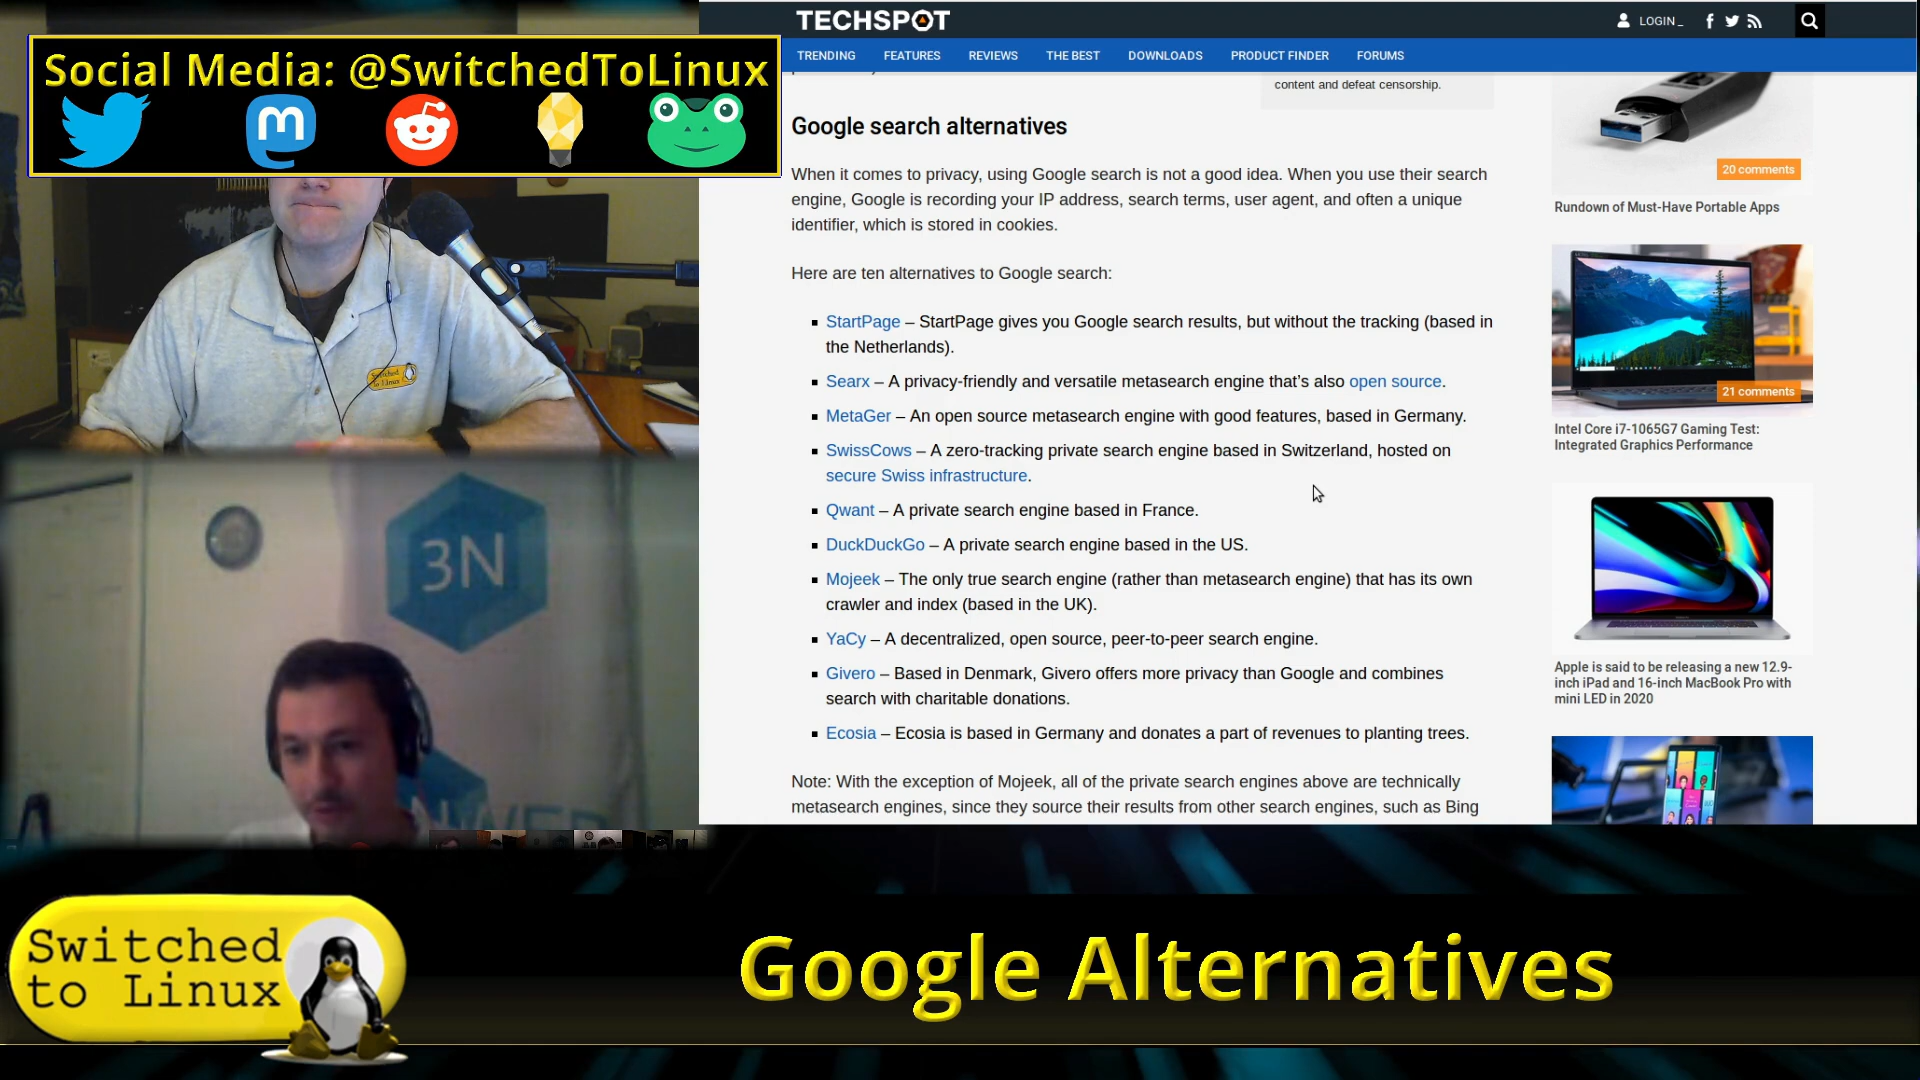 Social Media: @SwitchedToLinux
TECHSPOT
LOGIN_
TRENDING FEATURES REVIEWS THE BEST DOWNLOADS PRODUCT FINDER FORUMS
content and defeat censorship.
Google search alternatives
When it comes to privacy, using Google search is not a good idea. When you use their search
engine, Google is recording your IP address, search terms, user agent, and often a unique
identifier, which is stored in cookies.
Here are ten alternatives to Google search:
StartPage – StartPage gives you Google search results, but without the tracking (based in
the Netherlands).
Searx – A privacy-friendly and versatile metasearch engine that’s also open source.
MetaGer – An open source metasearch engine with good features, based in Germany.
SwissCows – A zero-tracking private search engine based in Switzerland, hosted on
secure Swiss infrastructure.
Qwant – A private search engine based in France.
DuckDuckGo – A private search engine based in the US.
Mojeek – The only true search engine (rather than metasearch engine) that has its own
crawler and index (based in the UK).
YaCy – A decentralized, open source, peer-to-peer search engine.
Givero – Based in Denmark, Givero offers more privacy than Google and combines
search with charitable donations.
Ecosia – Ecosia is based in Germany and donates a part of revenues to planting trees.
Note: With the exception of Mojeek, all of the private search engines above are technically
metasearch engines, since they source their results from other search engines, such as Bing
20 comments
Rundown of Must-Have Portable Apps
21 comments
Intel Core i7-1065G7 Gaming Test:
Integrated Graphics Performance
Apple is said to be releasing a new 12.9-
inch iPad and 16-inch MacBook Pro with
mini LED in 2020
Switched
To Linux
3N
Switched
to Linux
Google Alternatives